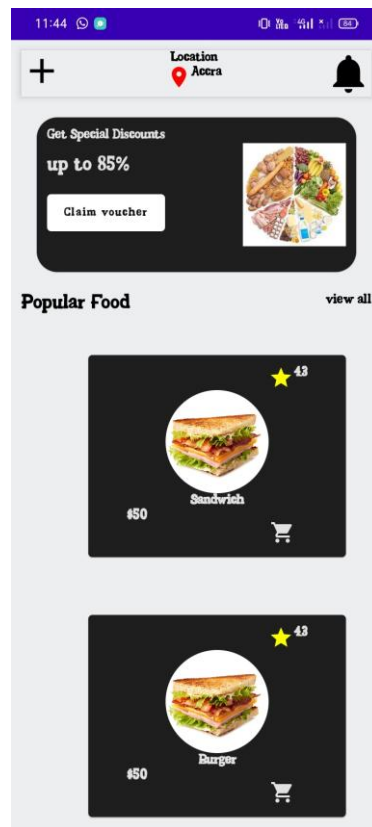 11:44
84
Location
Accra
Get Special Discounts
up to 85%
Claim voucher
Popular Food
view all
4.3
Sandwich
$50
4.3
Burger
$50